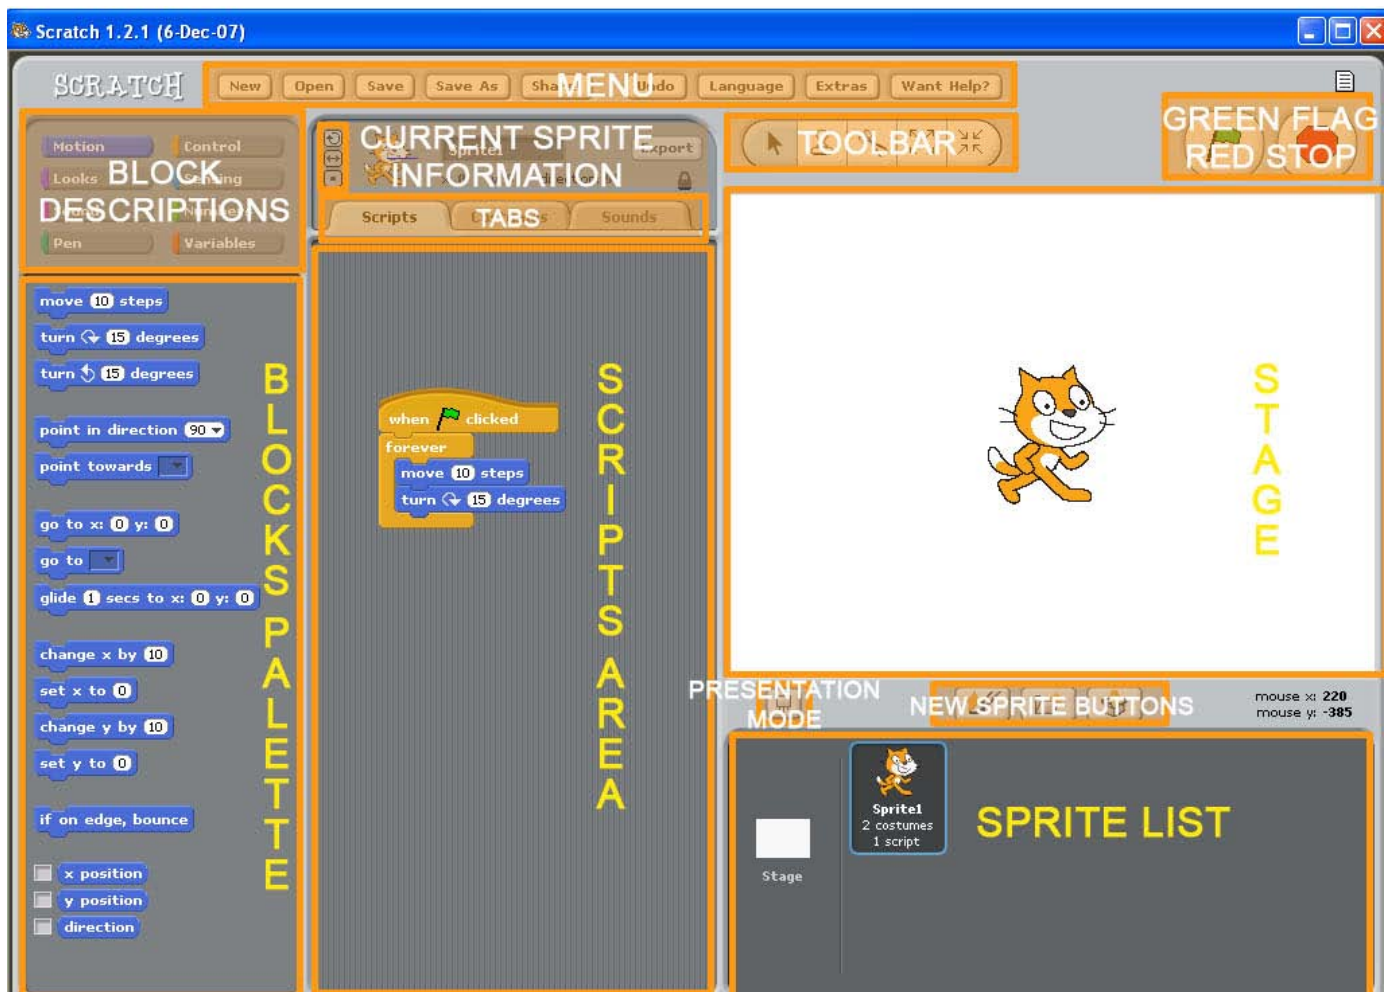 Scratch 1.2.1 (6-Dec-07)
SCRATCH
New Open Save Save As Undo Language Extras Want Help?
MENU
GREEN FLAG
RED STOP
TOOLBAR
CURRENT SPRITE
INFORMATION
Export
Motion Control
Looks Sensing
Pen Variables
BLOCK
DESCRIPTIONS
Scripts Sounds
TABS
move 10 steps
turn 15 degrees
turn 15 degrees
point in direction 90
point towards
go to x: 0 y: 0
go to
glide 1 secs to x: 0 y: 0
change x by 10
set x to 0
change y by 10
set y to 0
if on edge, bounce
x position
y position
direction
BLOCKS PALETTE
when clicked
forever
move 10 steps
turn 15 degrees
SCRIPTS AREA
STAGE
PRESENTATION
MODE
NEW SPRITE BUTTONS
mouse x: 220
mouse y: -385
Stage
Sprite1
2 costumes
1 script
SPRITE LIST